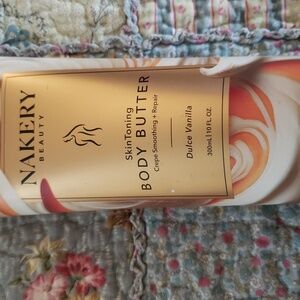 NAKERY
BEAUTY
SkinToning
BODY BUTTER
Crepe Smoothing + Repair
Dulce Vanilla
300ml | 10 FL. OZ.